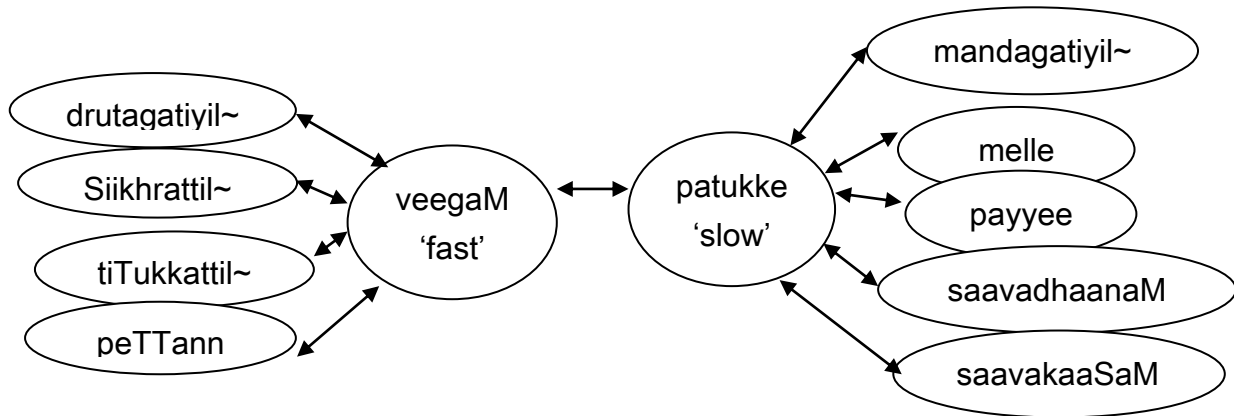 drutagatiyil~
Siikhrattil~
tiTukkattil~
peTTann
veegaM
‘fast’
patukke
‘slow’
mandagatiyil~
melle
payyee
saavadhaanaM
saavakaaSaM